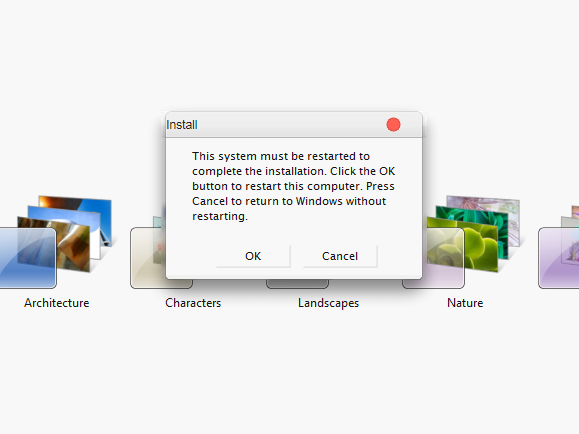 Install
This system must be restarted to
complete the installation. Click the OK
button to restart this computer. Press
Cancel to return to Windows without
restarting.
OK Cancel
Architecture Characters Landscapes Nature